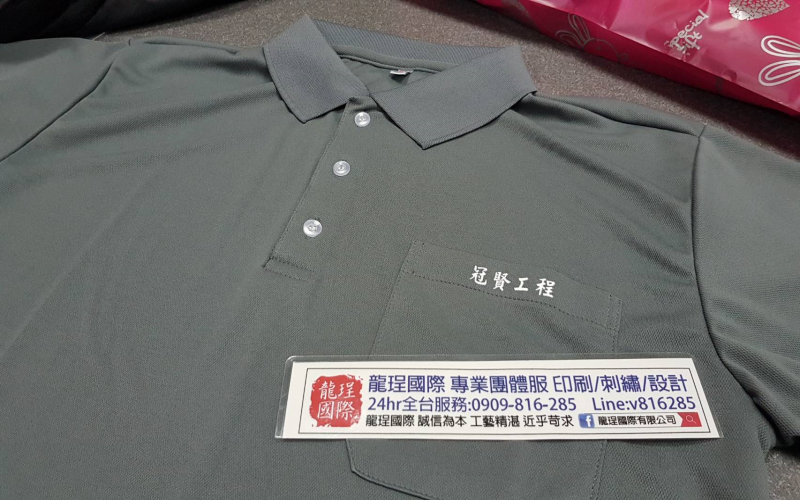 Special
Gift
冠賢工程
龍珵
國際
龍珵國際 專業團體服 印刷/刺繡/設計
24hr全台服務:0909-816-285 Line:v816285
龍珵國際 誠信為本 工藝精湛 近乎苛求 f 龍珵國際有限公司